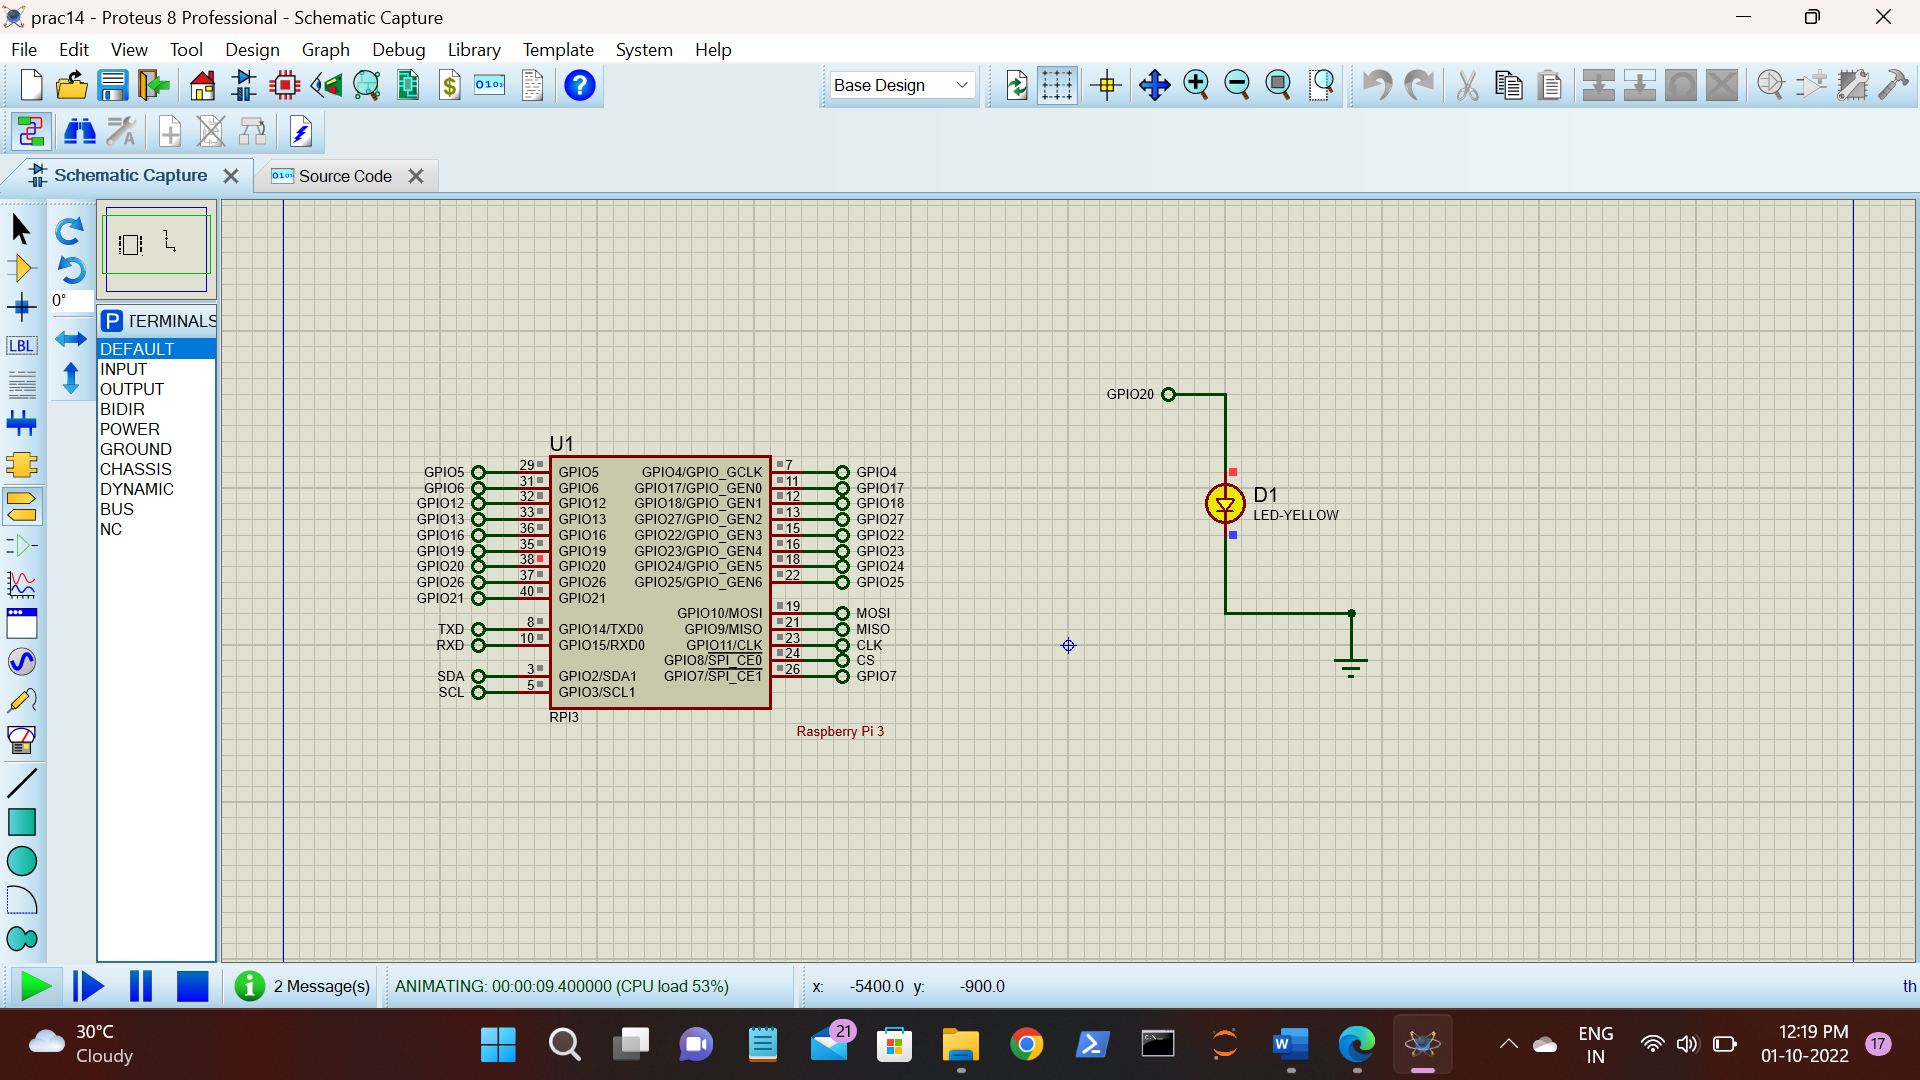 prac14 - Proteus 8 Professional - Schematic Capture
File Edit View Tool Design Graph Debug Library Template System Help
Base Design
Schematic Capture
Source Code
LBL
0°
P TERMINALS
DEFAULT
INPUT
OUTPUT
BIDIR
POWER
GROUND
CHASSIS
DYNAMIC
BUS
NC
U1
GPIO5 29 GPIO5 GPIO4/GPIO_GCLK 7 GPIO4
GPIO6 31 GPIO6 GPIO17/GPIO_GEN0 11 GPIO17
GPIO12 32 GPIO12 GPIO18/GPIO_GEN1 12 GPIO18
GPIO13 33 GPIO13 GPIO27/GPIO_GEN2 13 GPIO27
GPIO16 36 GPIO16 GPIO22/GPIO_GEN3 15 GPIO22
GPIO19 35 GPIO19 GPIO23/GPIO_GEN4 16 GPIO23
GPIO20 38 GPIO20 GPIO24/GPIO_GEN5 18 GPIO24
GPIO26 37 GPIO26 GPIO25/GPIO_GEN6 22 GPIO25
GPIO21 40 GPIO21
GPIO10/MOSI 19 MOSI
TXD 8 GPIO14/TXD0 GPIO9/MISO 21 MISO
RXD 10 GPIO15/RXD0 GPIO11/CLK 23 CLK
GPIO8/SPI_CE0 24 CS
SDA 3 GPIO2/SDA1 GPIO7/SPI_CE1 26 GPIO7
SCL 5 GPIO3/SCL1
RPI3
Raspberry Pi 3
GPIO20
D1
LED-YELLOW
2 Message(s)
ANIMATING: 00:00:09.400000 (CPU load 53%)
x: -5400.0 y: -900.0
th
30°C
Cloudy
21
ENG
IN
12:19 PM
01-10-2022
17